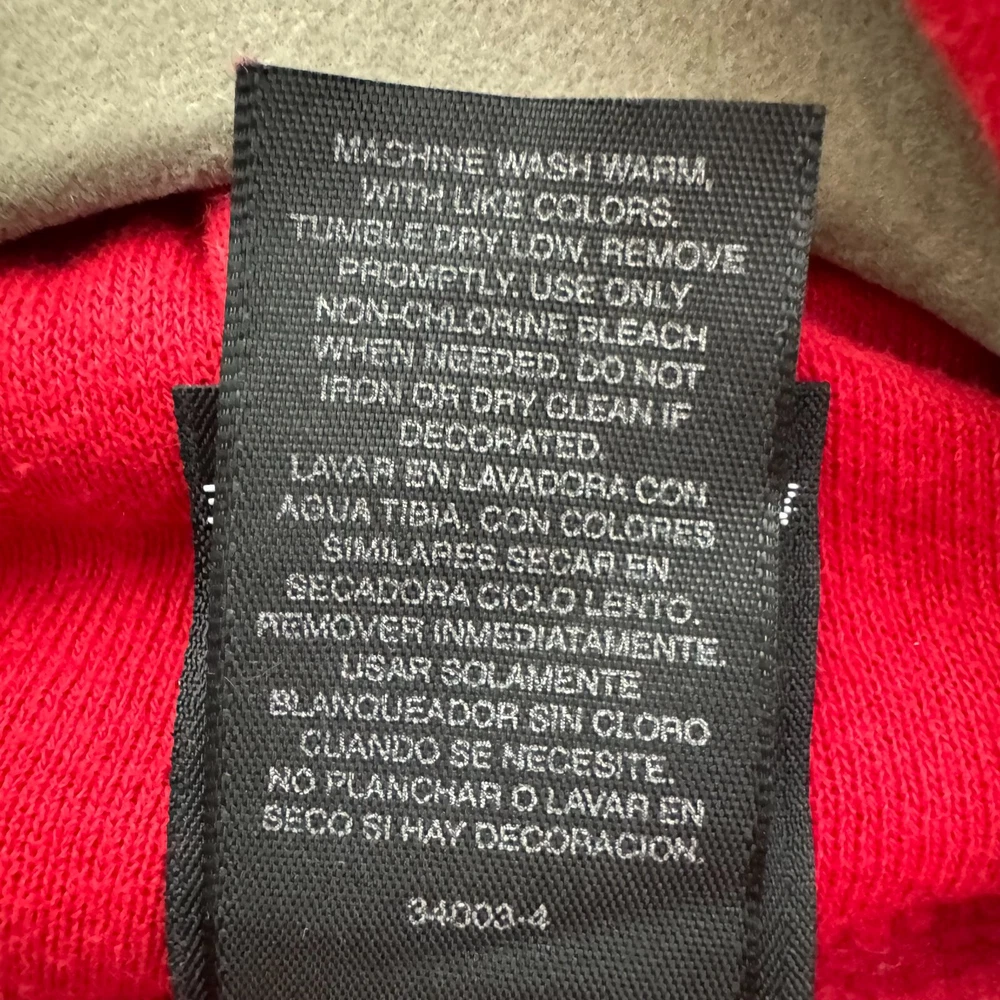 MACHINE WASH WARM,
WITH LIKE COLORS.
TUMBLE DRY LOW, REMOVE
PROMPTLY. USE ONLY
NON-CHLORINE BLEACH
WHEN NEEDED. DO NOT
IRON OR DRY CLEAN IF
DECORATED.
LAVAR EN LAVADORA CON
AGUA TIBIA, CON COLORES
SIMILARES.SECAR EN
SECADORA CICLO LENTO.
REMOVER INMEDIATAMENTE.
USAR SOLAMENTE
BLANQUEADOR SIN CLORO
CUANDO SE NECESITE.
NO PLANCHAR O LAVAR EN
SECO SI HAY DECORACION.
34003-4